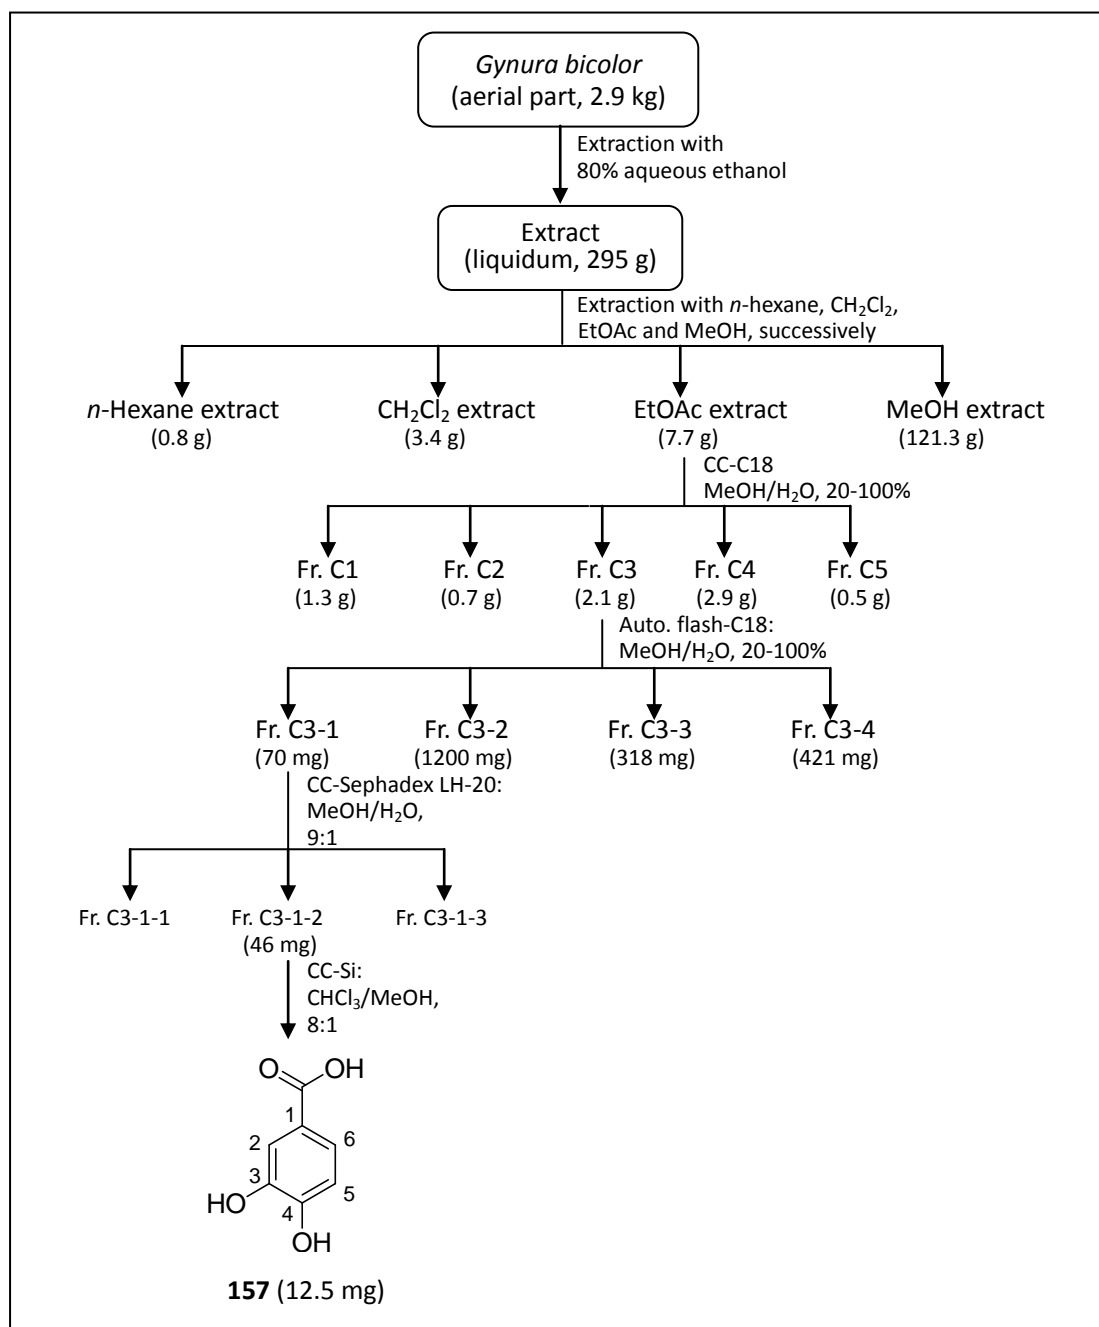 Gynura bicolor
(aerial part, 2.9 kg)
Extraction with
80% aqueous ethanol
Extract
(liquidum, 295 g)
Extraction with n-hexane, CH₂Cl₂,
EtOAc and MeOH, successively
n-Hexane extract
(0.8 g)
CH₂Cl₂ extract
(3.4 g)
EtOAc extract
(7.7 g)
MeOH extract
(121.3 g)
CC-C18
MeOH/H₂O, 20-100%
Fr. C1
(1.3 g)
Fr. C2
(0.7 g)
Fr. C3
(2.1 g)
Fr. C4
(2.9 g)
Fr. C5
(0.5 g)
Auto. flash-C18:
MeOH/H₂O, 20-100%
Fr. C3-1
(70 mg)
Fr. C3-2
(1200 mg)
Fr. C3-3
(318 mg)
Fr. C3-4
(421 mg)
CC-Sephadex LH-20:
MeOH/H₂O,
9:1
Fr. C3-1-1
Fr. C3-1-2
(46 mg)
Fr. C3-1-3
CC-Si:
CHCl₃/MeOH,
8:1
O
OH
1
2
6
3
5
HO
4
OH
157 (12.5 mg)